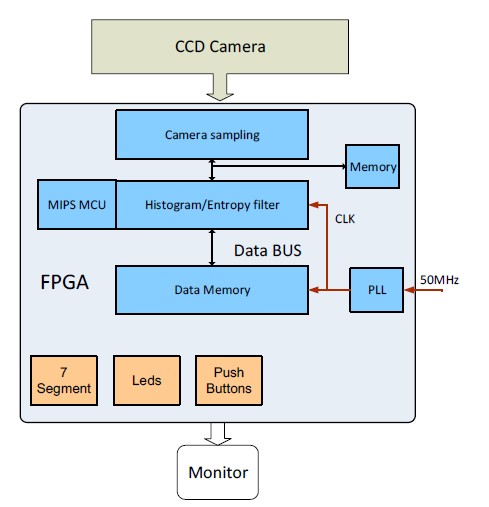 CCD Camera
Camera sampling
Memory
MIPS MCU
Histogram/Entropy filter
CLK
Data BUS
FPGA
Data Memory
PLL
50MHz
7
Segment
Leds
Push
Buttons
Monitor